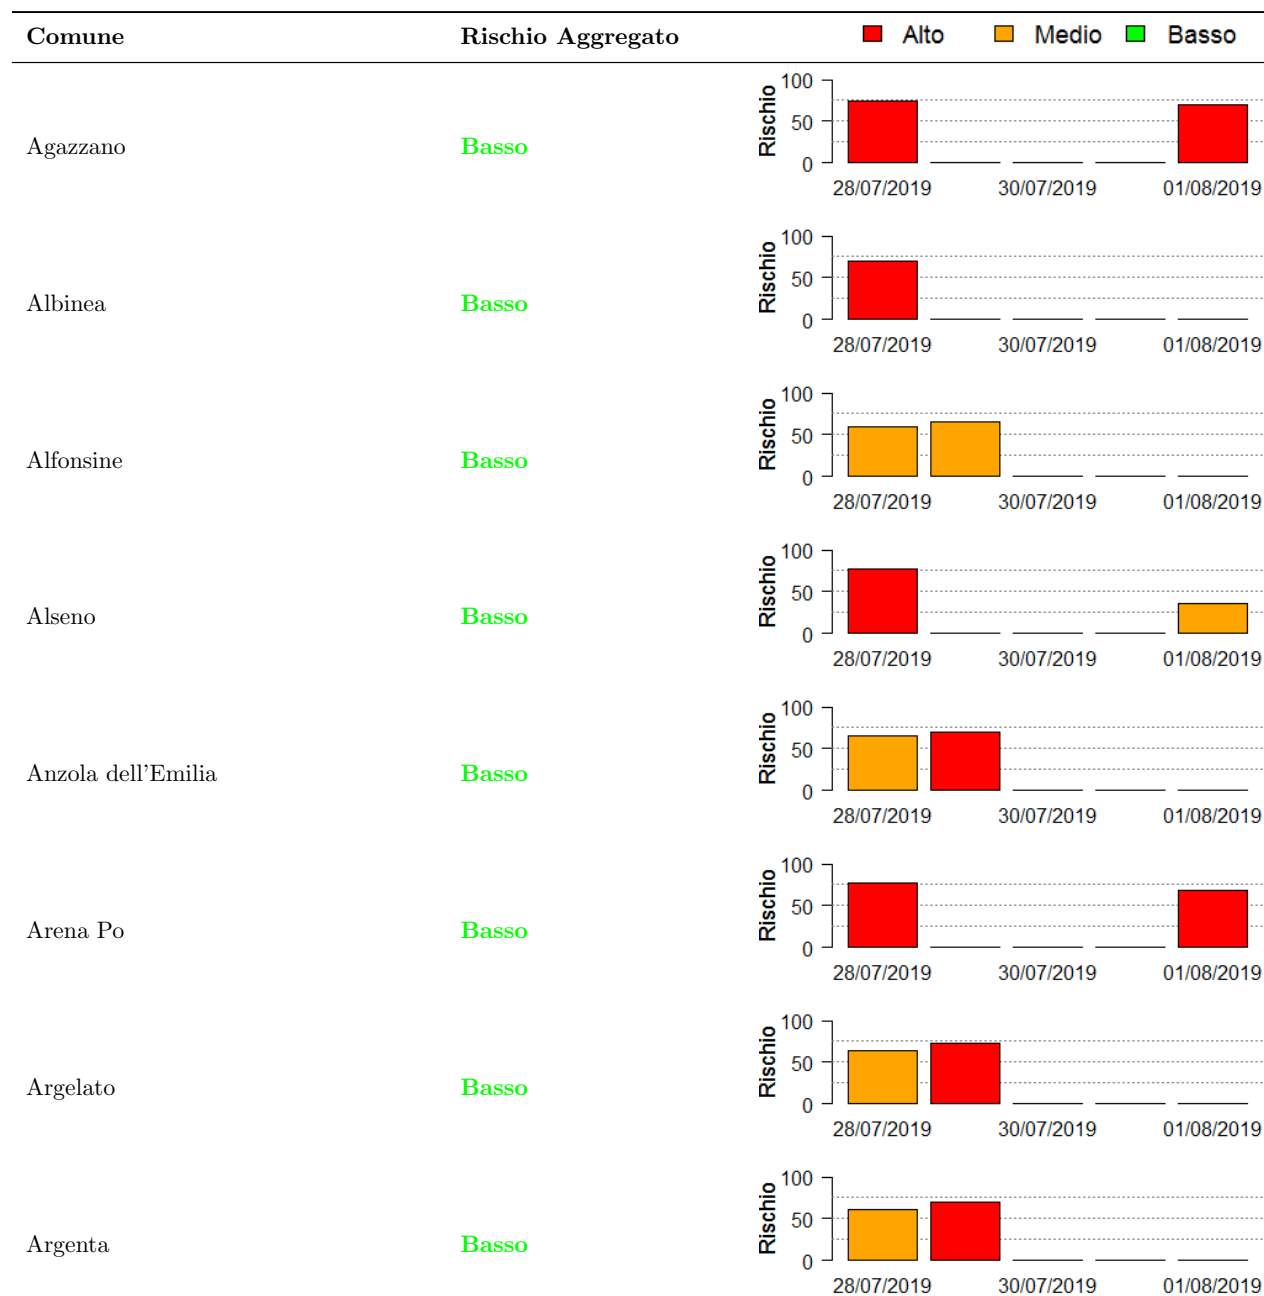 Comune Rischio Aggregato Alto Medio Basso
Rischio
100
50
0
Agazzano Basso
28/07/2019 30/07/2019 01/08/2019
Rischio
100
50
0
Albinea Basso
28/07/2019 30/07/2019 01/08/2019
Rischio
100
50
0
Alfonsine Basso
28/07/2019 30/07/2019 01/08/2019
Rischio
100
50
0
Alseno Basso
28/07/2019 30/07/2019 01/08/2019
Rischio
100
50
0
Anzola dell'Emilia Basso
28/07/2019 30/07/2019 01/08/2019
Rischio
100
50
0
Arena Po Basso
28/07/2019 30/07/2019 01/08/2019
Rischio
100
50
0
Argelato Basso
28/07/2019 30/07/2019 01/08/2019
Rischio
100
50
0
Argenta Basso
28/07/2019 30/07/2019 01/08/2019